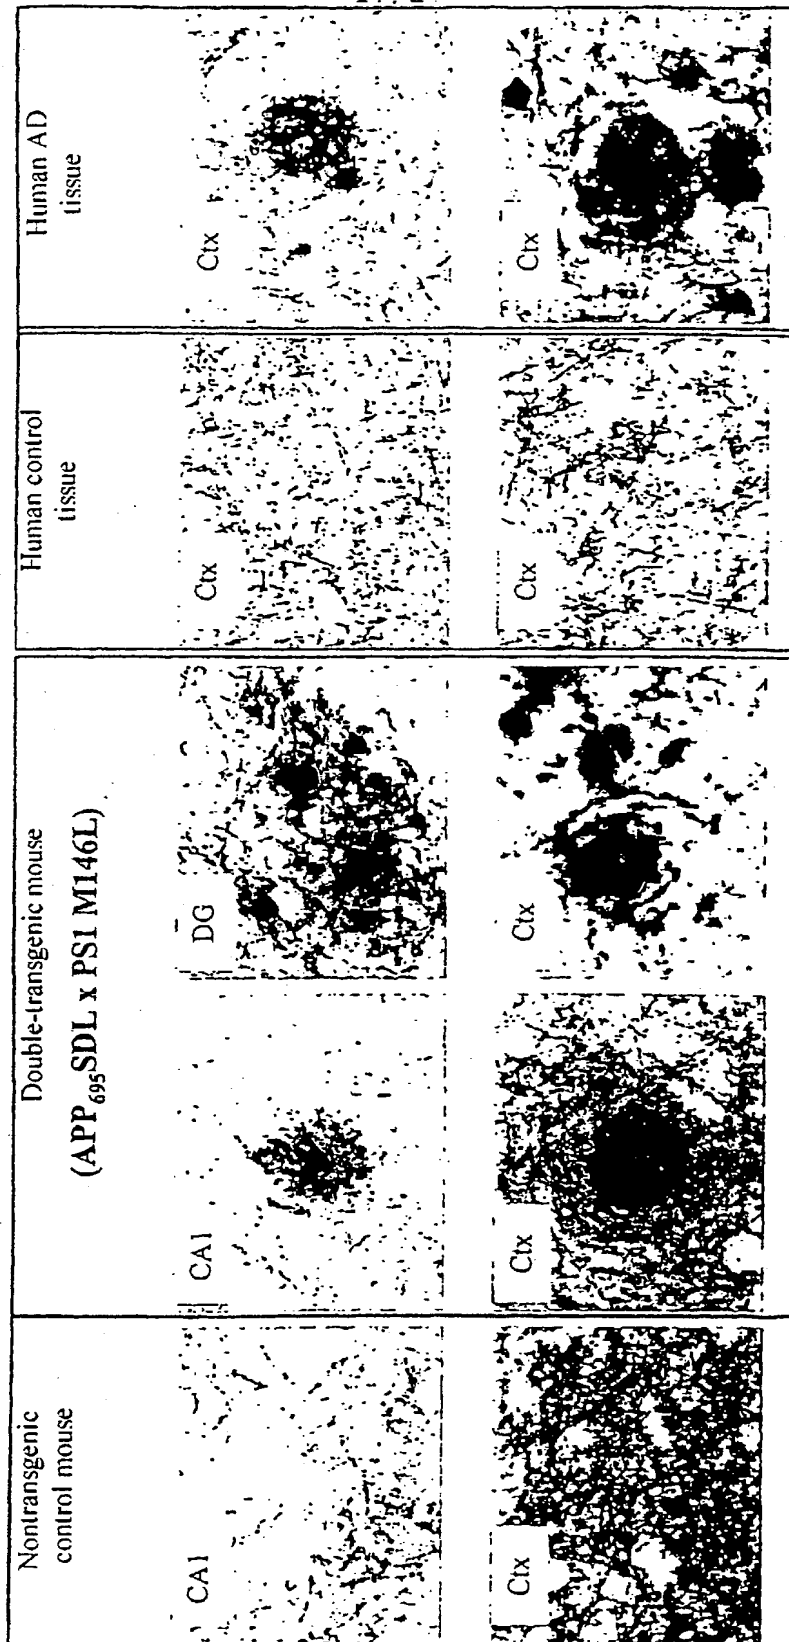 Nontransgenic
control mouse
Double-transgenic mouse
(APP695SDL x PS1 M146L)
Human control
tissue
Human AD
tissue
CA1
CA1
DG
Ctx
Ctx
Ctx
Ctx
Ctx
Ctx
Ctx